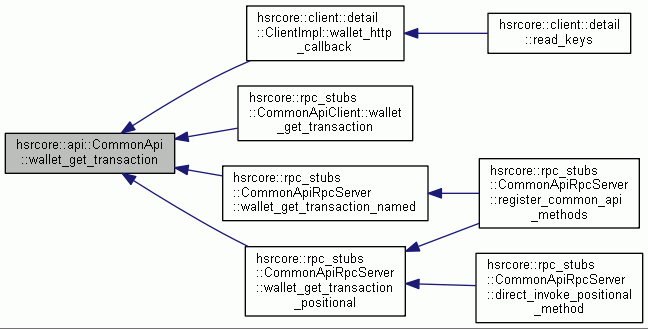 hsrcore::client::detail
::ClientImpl::wallet_http
_callback
hsrcore::client::detail
::read_keys
hsrcore::rpc_stubs
::CommonApiClient::wallet
_get_transaction
hsrcore::api::CommonApi
::wallet_get_transaction
hsrcore::rpc_stubs
::CommonApiRpcServer
::wallet_get_transaction_named
hsrcore::rpc_stubs
::CommonApiRpcServer
::register_common_api
_methods
hsrcore::rpc_stubs
::CommonApiRpcServer
::wallet_get_transaction
_positional
hsrcore::rpc_stubs
::CommonApiRpcServer
::direct_invoke_positional
_method